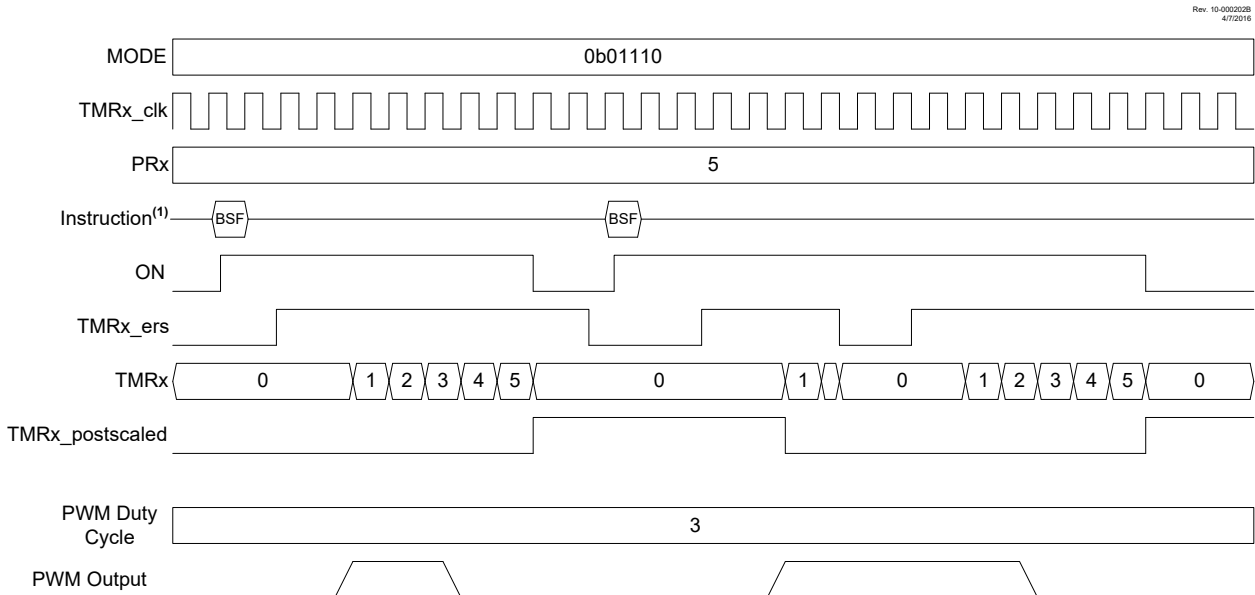 Rev. 10-000202B
4/7/2016
MODE 0b01110
TMRx_clk
PRx 5
Instruction(1) BSF BSF
ON
TMRx_ers
TMRx 0 1 2 3 4 5 0 1 0 1 2 3 4 5 0
TMRx_postscaled
PWM Duty
Cycle 3
PWM Output